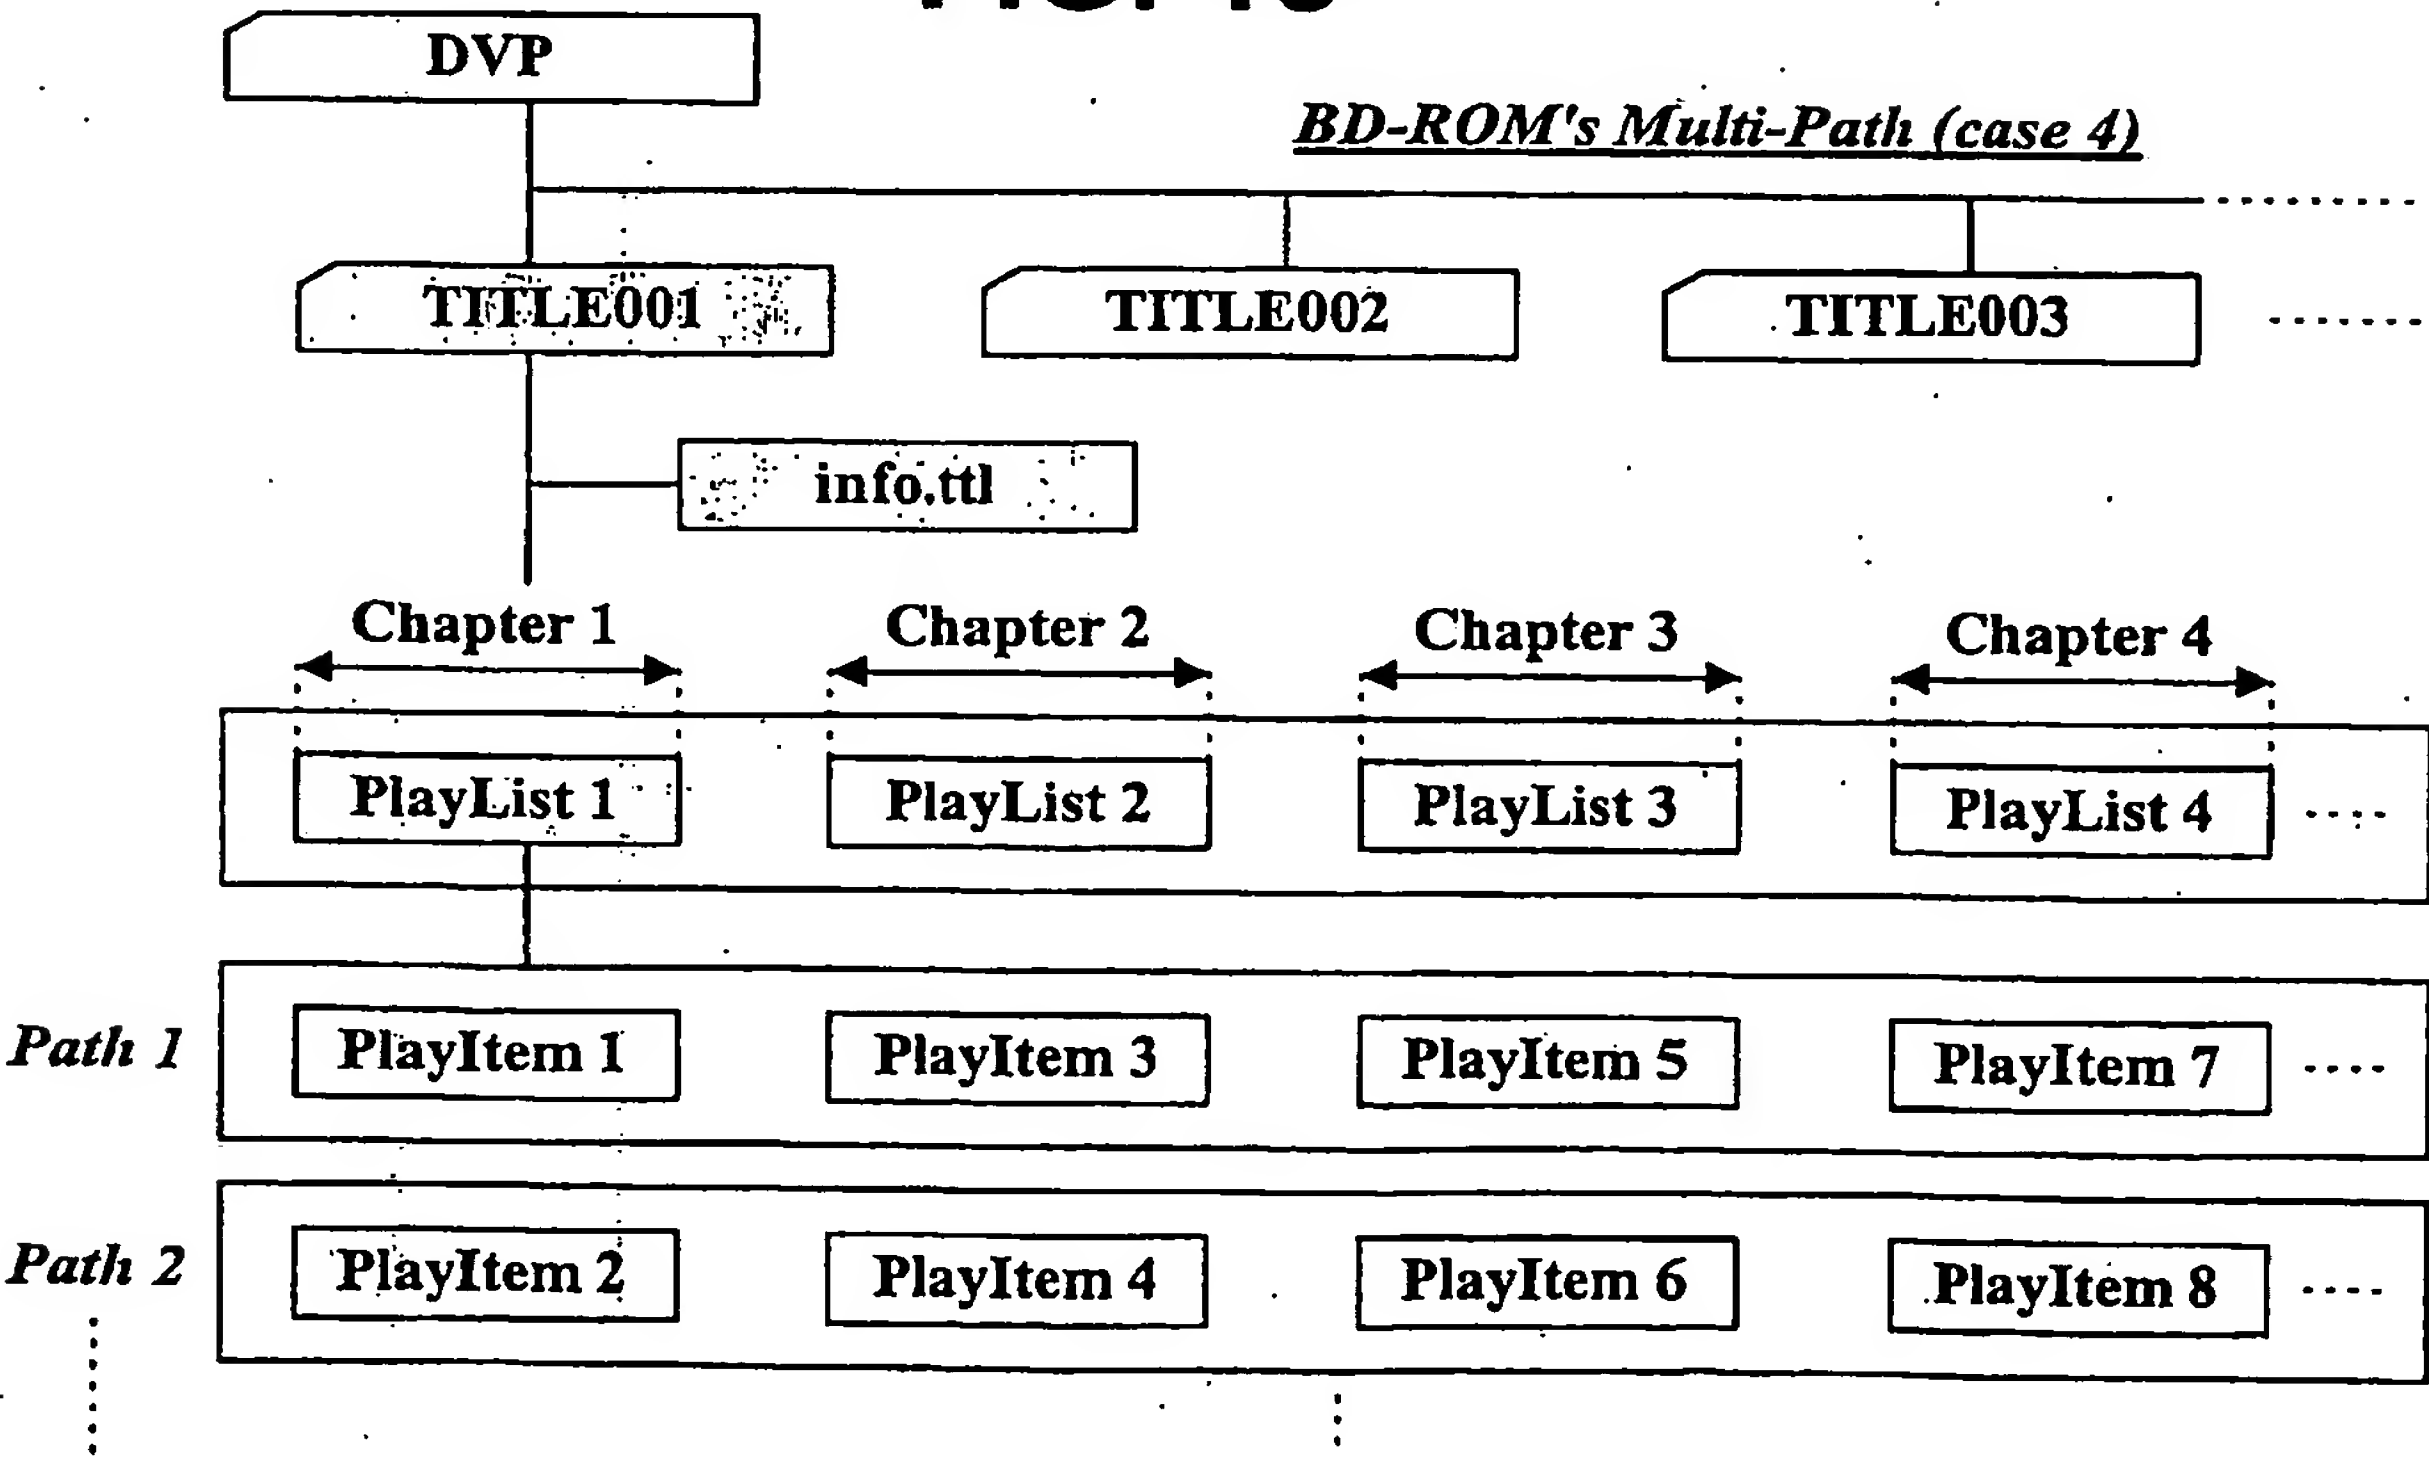 DVP
BD-ROM's Multi-Path (case 4)
TITLE001 TITLE002 TITLE003
info.ttl
Chapter 1 Chapter 2 Chapter 3 Chapter 4
PlayList 1 PlayList 2 PlayList 3 PlayList 4
Path 1 PlayItem 1 PlayItem 3 PlayItem 5 PlayItem 7
Path 2 PlayItem 2 PlayItem 4 PlayItem 6 PlayItem 8